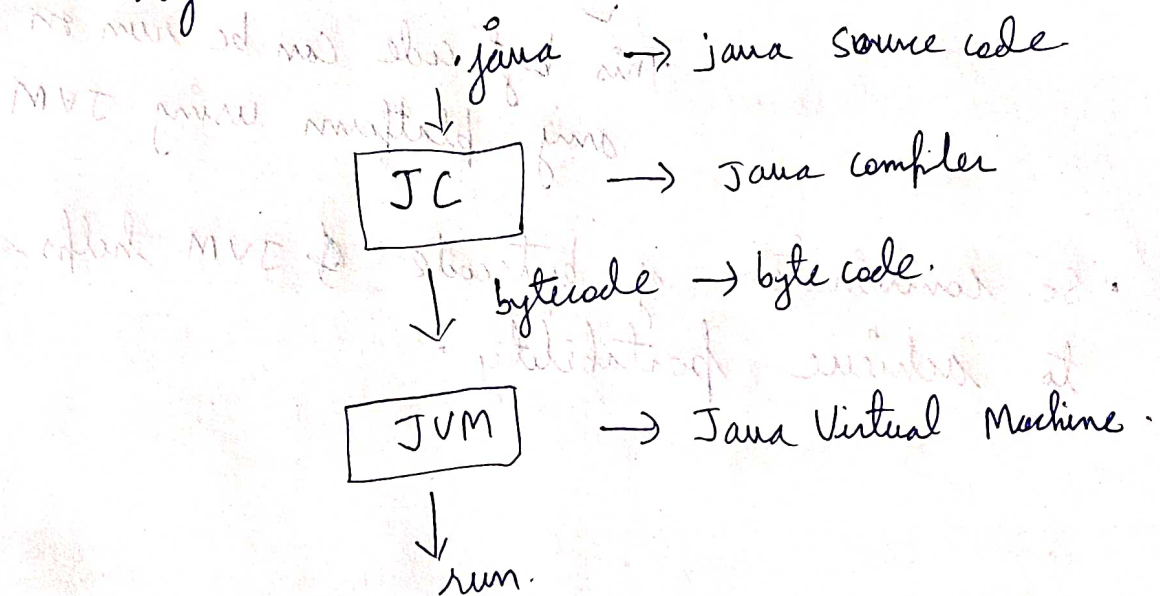 .java → java source code
JC → Java compiler
bytecode → byte code.
JVM → Java Virtual Machine.
run.